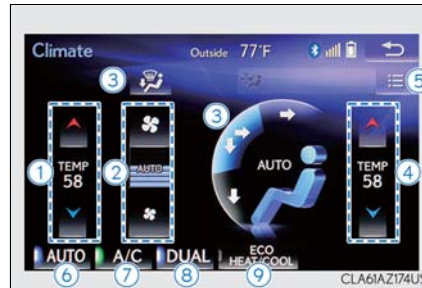 Climate Outside 77°F
3
5
3
1 TEMP 58
2 AUTO
AUTO
TEMP 58 4
AUTO A/C DUAL ECO HEAT/COOL
6 7 8 9
CLA61AZ174US